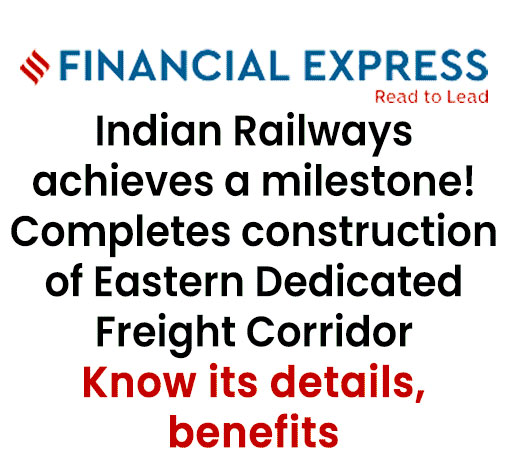 FINANCIAL EXPRESS
Read to Lead
Indian Railways
achieves a milestone!
Completes construction
of Eastern Dedicated
Freight Corridor
Know its details,
benefits